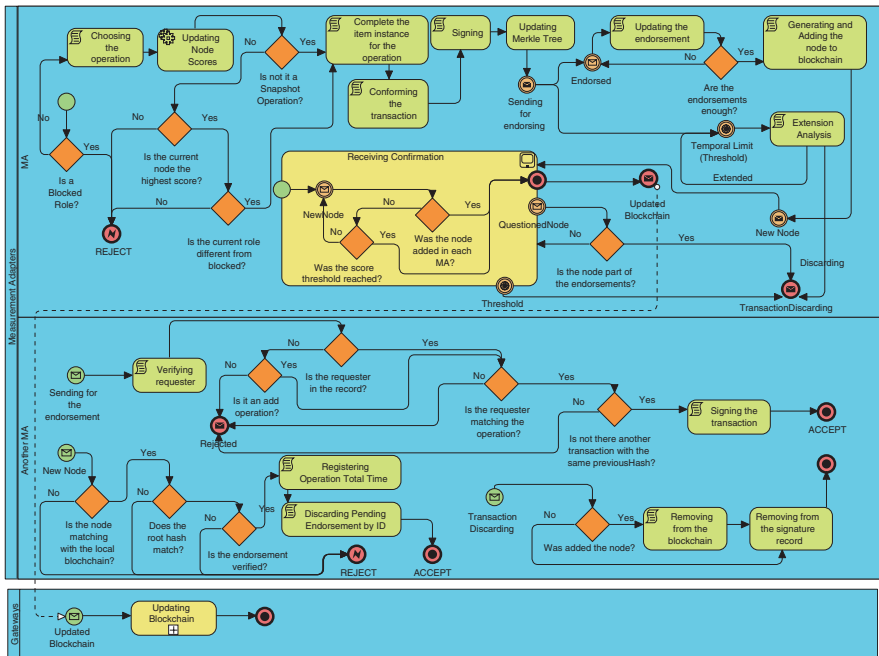 Measurement Adapters
MA
Choosing
the
operation
Updating
Node
Scores
No
Yes
Is not it a
Snapshot
Operation?
Complete the
item instance
for the
operation
Conforming
the
transaction
Signing
Updating
Merkle Tree
Sending
for
endorsing
Endorsed
Updating the
endorsement
No
Yes
Are the
endorsements
enough?
Generating and
Adding the
node to
blockchain
Temporal Limit
(Threshold)
Extension
Analysis
Extended
No
Yes
Is a
Blocked
Role?
REJECT
No
Yes
Is the current
node the
highest score?
No
Yes
Is the current role
different from
blocked?
Receiving Confirmation
NewNode
No
Yes
No
Yes
Was the node
added in each
MA?
Was the score
threshold reached?
Threshold
QuestionedNode
Updated
Blockchain
New Node
No
Yes
Is the node part
of the endorsements?
Discarding
TransactionDiscarding
Another MA
Sending for
the
endorsement
Verifying
requester
No
Yes
Is the requester
in the record?
No
Yes
Is it an add
operation?
Rejected
No
Yes
Is the requester
matching the
operation?
No
Yes
Is not there another
transaction with the
same previousHash?
Signing the
transaction
ACCEPT
New Node
No
Yes
Is the node
matching
with the local
blochchain?
No
Yes
Does the
root hash
match?
No
Yes
Is the endorsement
verified?
Registering
Operation Total Time
Discarding Pending
Endorsement by ID
REJECT
ACCEPT
Transaction
Discarding
No
Yes
Was added the node?
Removing
from the
blockchain
Removing from
the signature
record
Gateways
Updated
Blockchain
Updating
Blockchain